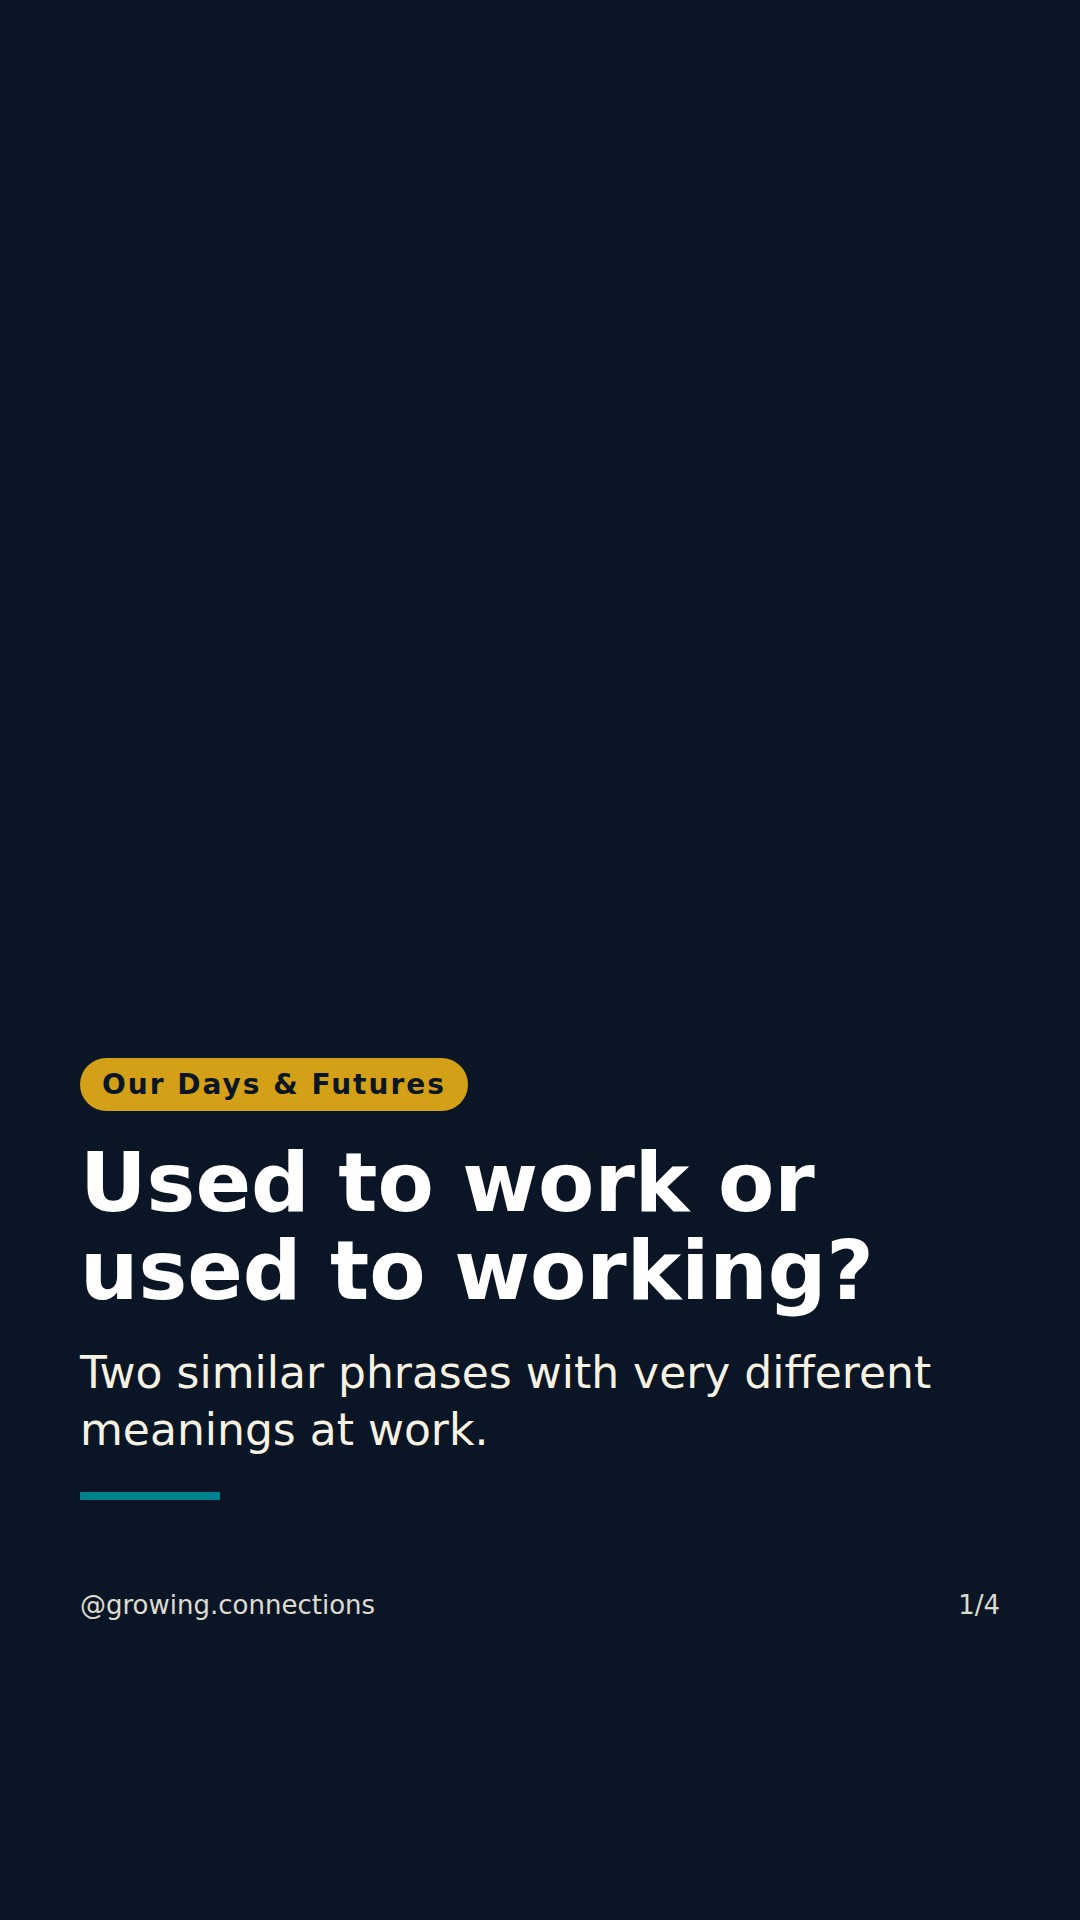 Our Days & Futures
Used to work or
used to working?
Two similar phrases with very different
meanings at work.
@growing.connections
1/4